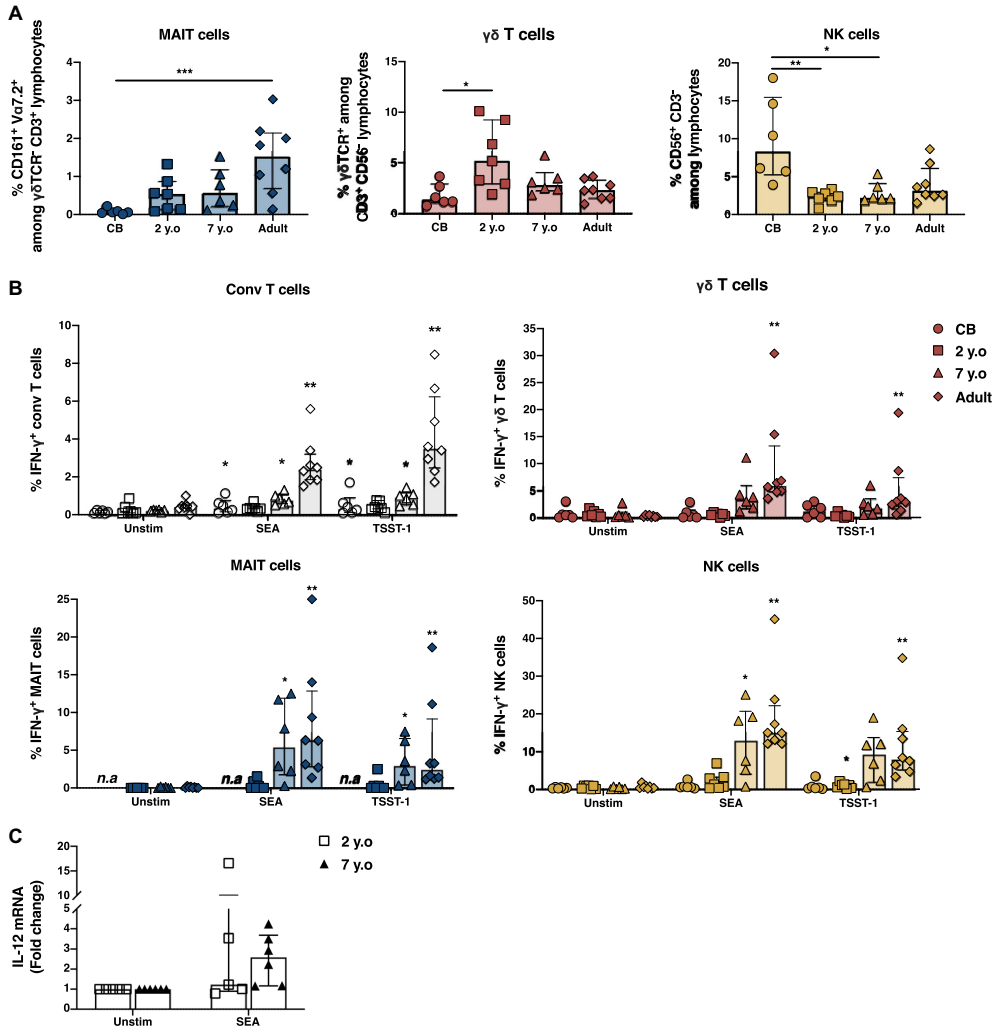 A
MAIT cells
% CD161⁺ Vα7.2⁺
among γδTCR⁻ CD3⁺ lymphocytes
4
3
2
1
0
***
CB
2 y.o
7 y.o
Adult
γδ T cells
% γδTCR⁺ among
CD3⁺ CD56⁻ lymphocytes
15
10
5
0
*
CB
2 y.o
7 y.o
Adult
NK cells
% CD56⁺ CD3⁻
among lymphocytes
20
15
10
5
0
*
**
CB
2 y.o
7 y.o
Adult
B
Conv T cells
% IFN-γ⁺ conv T cells
10
8
6
4
2
0
*
*
**
*
*
**
Unstim
SEA
TSST-1
γδ T cells
% IFN-γ⁺ γδ T cells
35
30
25
20
15
10
5
0
**
**
Unstim
SEA
TSST-1
CB
2 y.o
7 y.o
Adult
MAIT cells
% IFN-γ⁺ MAIT cells
25
20
15
10
5
0
n.a
n.a
n.a
*
**
*
**
Unstim
SEA
TSST-1
NK cells
% IFN-γ⁺ NK cells
50
40
30
20
10
0
*
**
*
**
Unstim
SEA
TSST-1
C
IL-12 mRNA
(Fold change)
20
15
10
5
4
3
2
1
0
Unstim
SEA
2 y.o
7 y.o